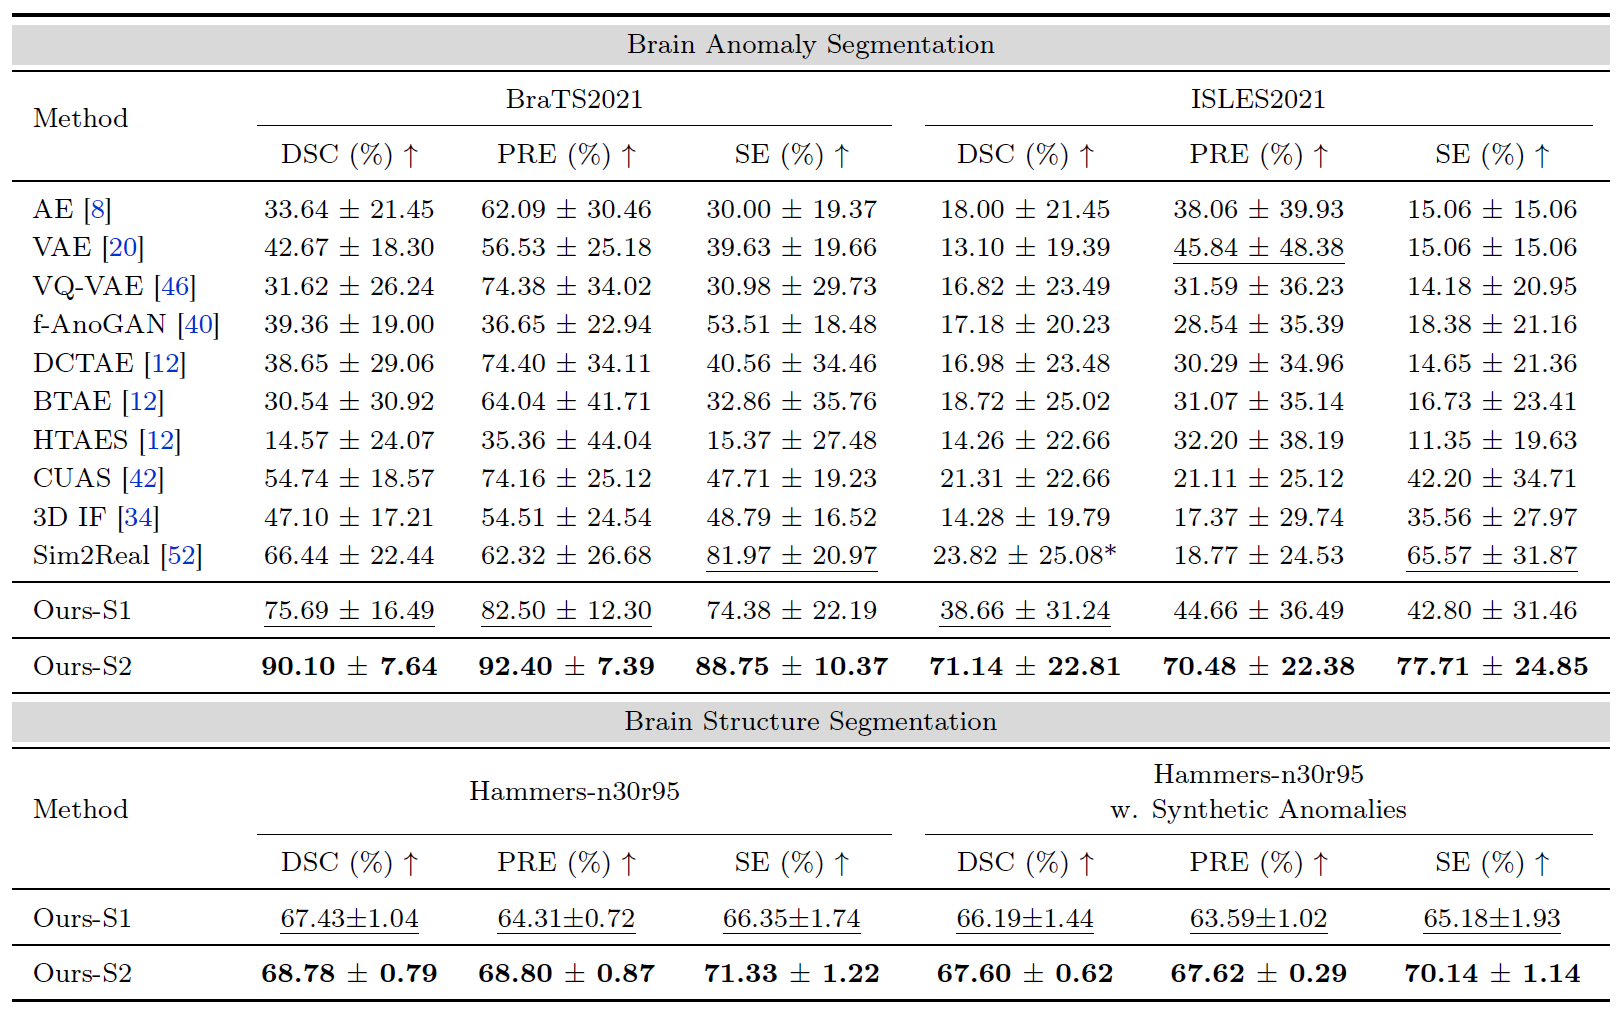 Brain Anomaly Segmentation
Method BraTS2021 ISLES2021
DSC (%) ↑ PRE (%) ↑ SE (%) ↑ DSC (%) ↑ PRE (%) ↑ SE (%) ↑
AE [8] 33.64 ± 21.45 62.09 ± 30.46 30.00 ± 19.37 18.00 ± 21.45 38.06 ± 39.93 15.06 ± 15.06
VAE [20] 42.67 ± 18.30 56.53 ± 25.18 39.63 ± 19.66 13.10 ± 19.39 45.84 ± 48.38 15.06 ± 15.06
VQ-VAE [46] 31.62 ± 26.24 74.38 ± 34.02 30.98 ± 29.73 16.82 ± 23.49 31.59 ± 36.23 14.18 ± 20.95
f-AnoGAN [40] 39.36 ± 19.00 36.65 ± 22.94 53.51 ± 18.48 17.18 ± 20.23 28.54 ± 35.39 18.38 ± 21.16
DCTAE [12] 38.65 ± 29.06 74.40 ± 34.11 40.56 ± 34.46 16.98 ± 23.48 30.29 ± 34.96 14.65 ± 21.36
BTAE [12] 30.54 ± 30.92 64.04 ± 41.71 32.86 ± 35.76 18.72 ± 25.02 31.07 ± 35.14 16.73 ± 23.41
HTAES [12] 14.57 ± 24.07 35.36 ± 44.04 15.37 ± 27.48 14.26 ± 22.66 32.20 ± 38.19 11.35 ± 19.63
CUAS [42] 54.74 ± 18.57 74.16 ± 25.12 47.71 ± 19.23 21.31 ± 22.66 21.11 ± 25.12 42.20 ± 34.71
3D IF [34] 47.10 ± 17.21 54.51 ± 24.54 48.79 ± 16.52 14.28 ± 19.79 17.37 ± 29.74 35.56 ± 27.97
Sim2Real [52] 66.44 ± 22.44 62.32 ± 26.68 81.97 ± 20.97 23.82 ± 25.08* 18.77 ± 24.53 65.57 ± 31.87
Ours-S1 75.69 ± 16.49 82.50 ± 12.30 74.38 ± 22.19 38.66 ± 31.24 44.66 ± 36.49 42.80 ± 31.46
Ours-S2 90.10 ± 7.64 92.40 ± 7.39 88.75 ± 10.37 71.14 ± 22.81 70.48 ± 22.38 77.71 ± 24.85
Brain Structure Segmentation
Method Hammers-n30r95 Hammers-n30r95
w. Synthetic Anomalies
DSC (%) ↑ PRE (%) ↑ SE (%) ↑ DSC (%) ↑ PRE (%) ↑ SE (%) ↑
Ours-S1 67.43±1.04 64.31±0.72 66.35±1.74 66.19±1.44 63.59±1.02 65.18±1.93
Ours-S2 68.78 ± 0.79 68.80 ± 0.87 71.33 ± 1.22 67.60 ± 0.62 67.62 ± 0.29 70.14 ± 1.14